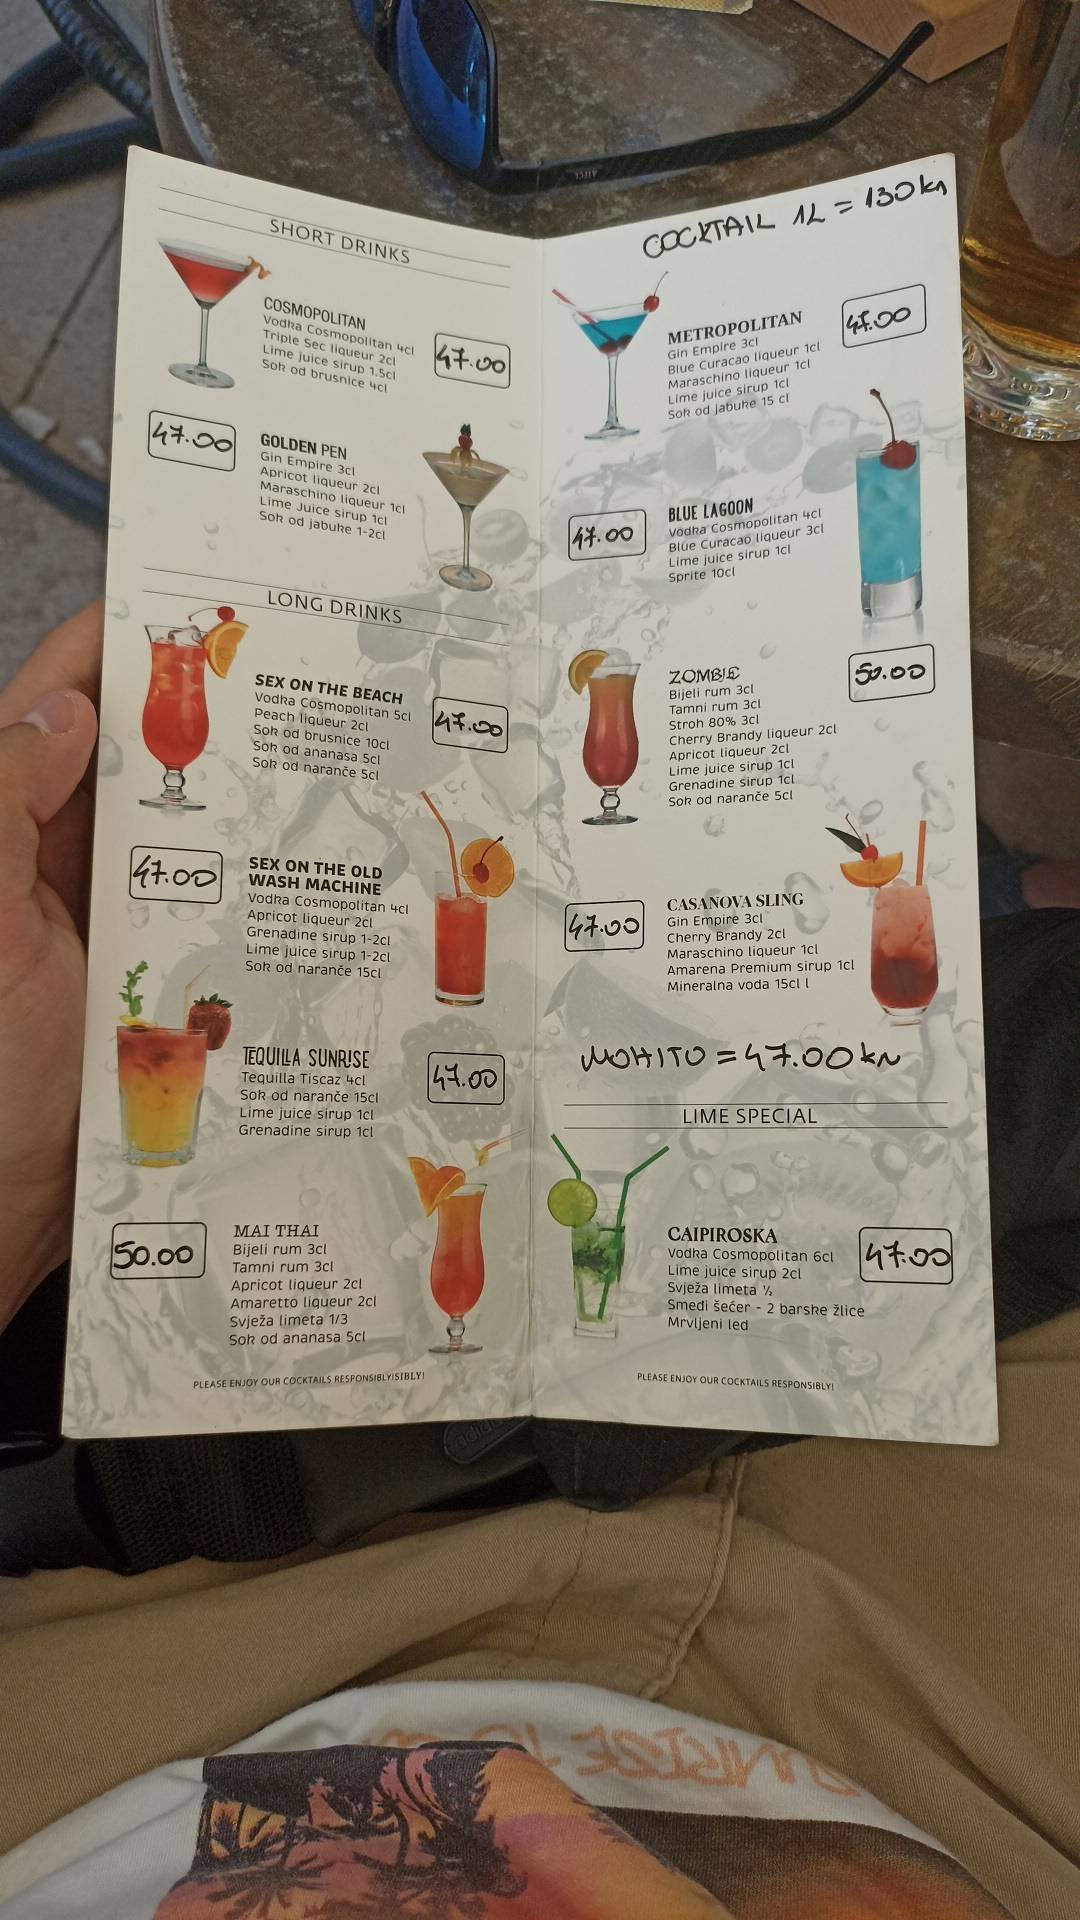 SHORT DRINKS
COSMOPOLITAN
Vodka Cosmopolitan 4cl
Triple Sec liqueur 2cl
Lime juice sirup 1.5cl
Sok od brusnice 4cl
47.00
47.00
GOLDEN PEN
Gin Empire 3cl
Apricot liqueur 2cl
Maraschino liqueur 1cl
Lime Juice sirup 1cl
Sok od jabuke 1-2cl
LONG DRINKS
SEX ON THE BEACH
Vodka Cosmopolitan 5cl
Peach liqueur 2cl
Sok od brusnice 10cl
Sok od ananasa 5cl
Sok od naranče 5cl
47.00
47.00
SEX ON THE OLD
WASH MACHINE
Vodka Cosmopolitan 4cl
Apricot liqueur 2cl
Grenadine sirup 1-2cl
Lime juice sirup 1-2cl
Sok od naranče 15cl
TEQUILLA SUNRISE
Tequilla Tiscaz 4cl
Sok od naranče 15cl
Lime juice sirup 1cl
Grenadine sirup 1cl
47.00
50.00
MAI THAI
Bijeli rum 3cl
Tamni rum 3cl
Apricot liqueur 2cl
Amaretto liqueur 2cl
Svježa limeta 1/3
Sok od ananasa 5cl
PLEASE ENJOY OUR COCKTAILS RESPONSIBLY!SIBLY!
COCKTAIL 1L = 130 kn
METROPOLITAN
Gin Empire 3cl
Blue Curacao liqueur 1cl
Maraschino liqueur 1cl
Lime juice sirup 1cl
Sok od jabuke 15 cl
47.00
47.00
BLUE LAGOON
Vodka Cosmopolitan 4cl
Blue Curacao liqueur 3cl
Lime juice sirup 1cl
Sprite 10cl
ZOMBIE
Bijeli rum 3cl
Tamni rum 3cl
Stroh 80% 3cl
Cherry Brandy liqueur 2cl
Apricot liqueur 2cl
Lime juice sirup 1cl
Grenadine sirup 1cl
Sok od naranče 5cl
50.00
47.00
CASANOVA SLING
Gin Empire 3cl
Cherry Brandy 2cl
Maraschino liqueur 1cl
Amarena Premium sirup 1cl
Mineralna voda 15cl l
MOHITO = 47.00 kn
LIME SPECIAL
CAIPIROSKA
Vodka Cosmopolitan 6cl
Lime juice sirup 2cl
Svježa limeta ½
Smeđi šećer - 2 barske žlice
Mrvljeni led
47.00
PLEASE ENJOY OUR COCKTAILS RESPONSIBLY!
adidas